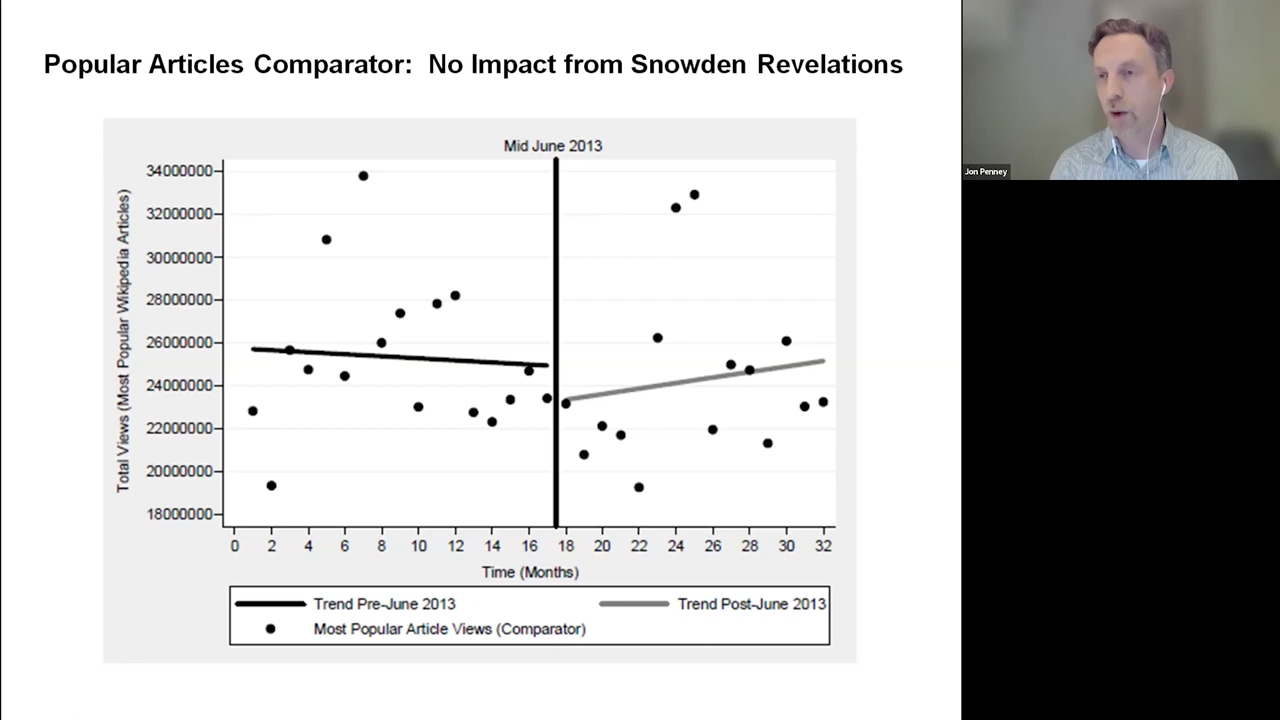 Popular Articles Comparator:  No Impact from Snowden Revelations
Jon Penney
Mid June 2013
Total Views (Most Popular Wikipedia Articles)
34000000
32000000
30000000
28000000
26000000
24000000
22000000
20000000
18000000
0 2 4 6 8 10 12 14 16 18 20 22 24 26 28 30 32
Time (Months)
Trend Pre-June 2013 Trend Post-June 2013
Most Popular Article Views (Comparator)